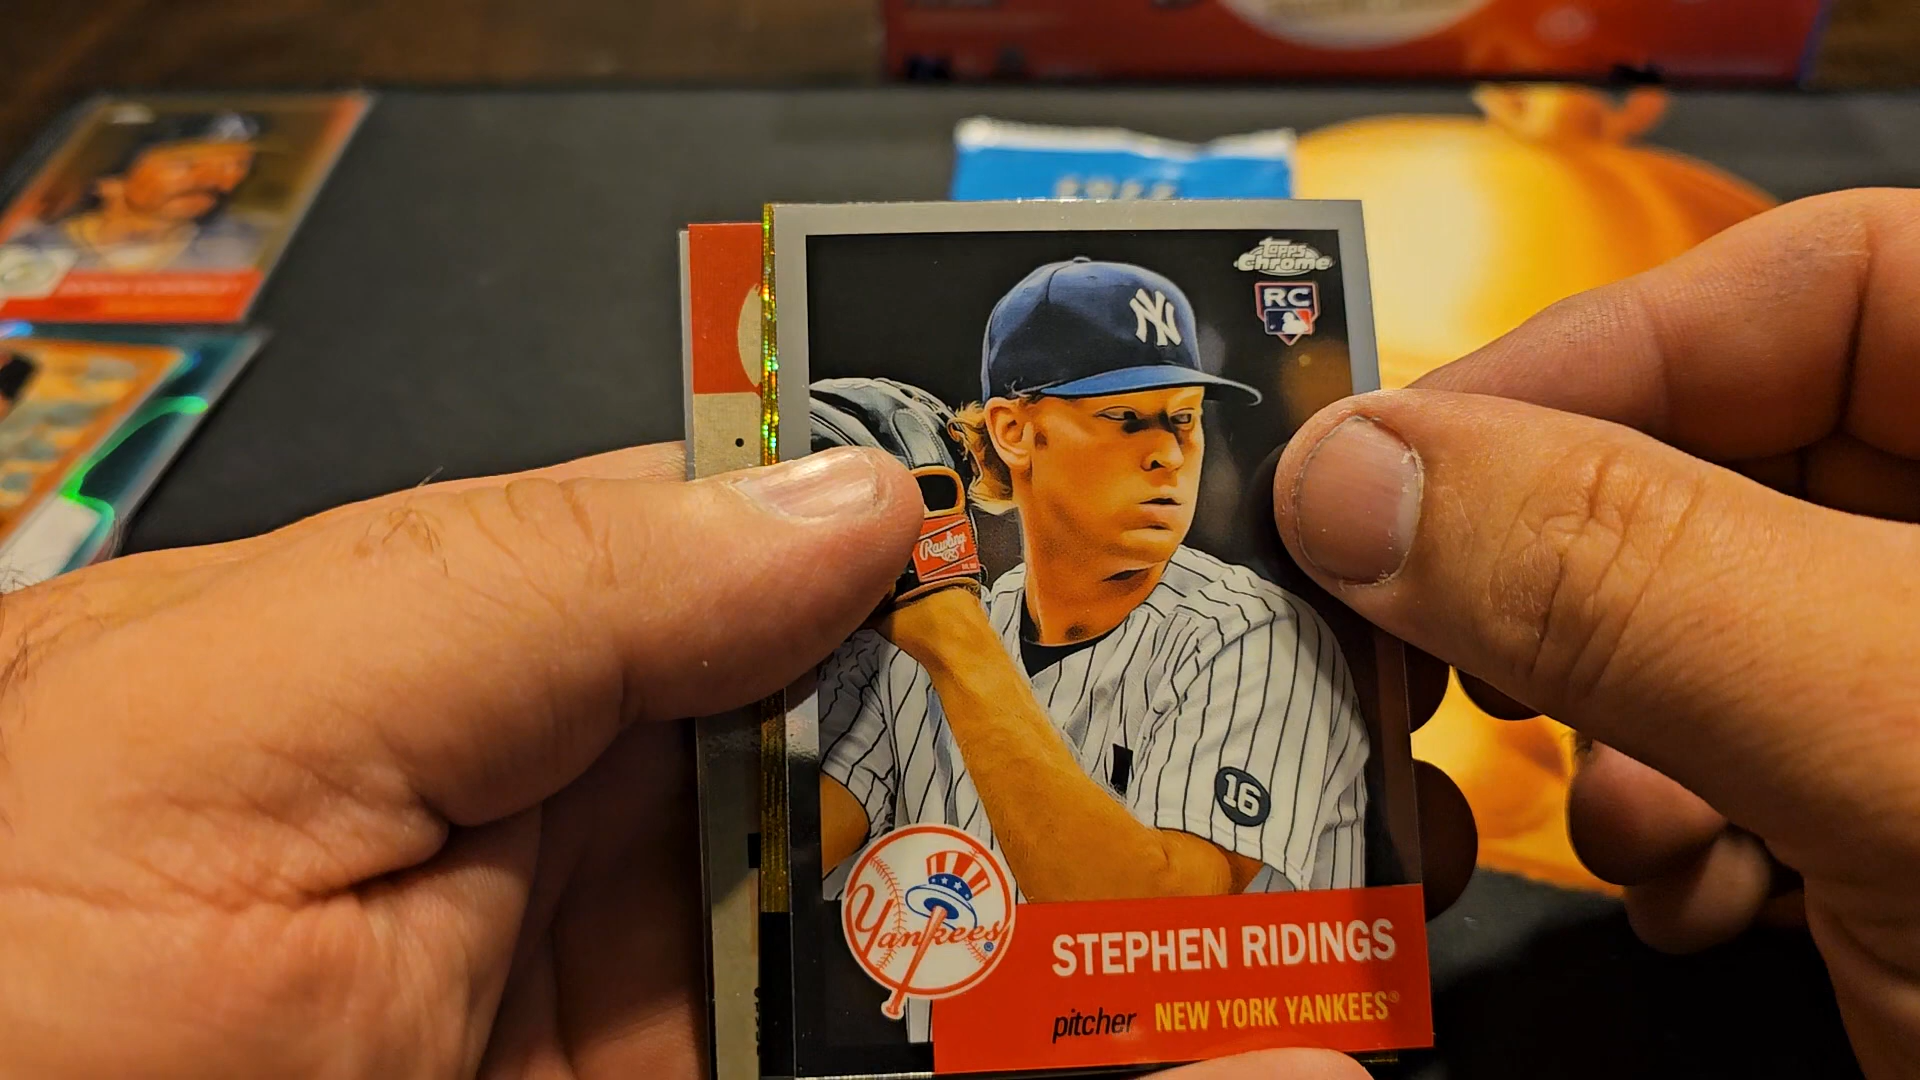 Topps
Chrome
RC
NY
Rawlings
16
Yankees®
STEPHEN RIDINGS
pitcher NEW YORK YANKEES®